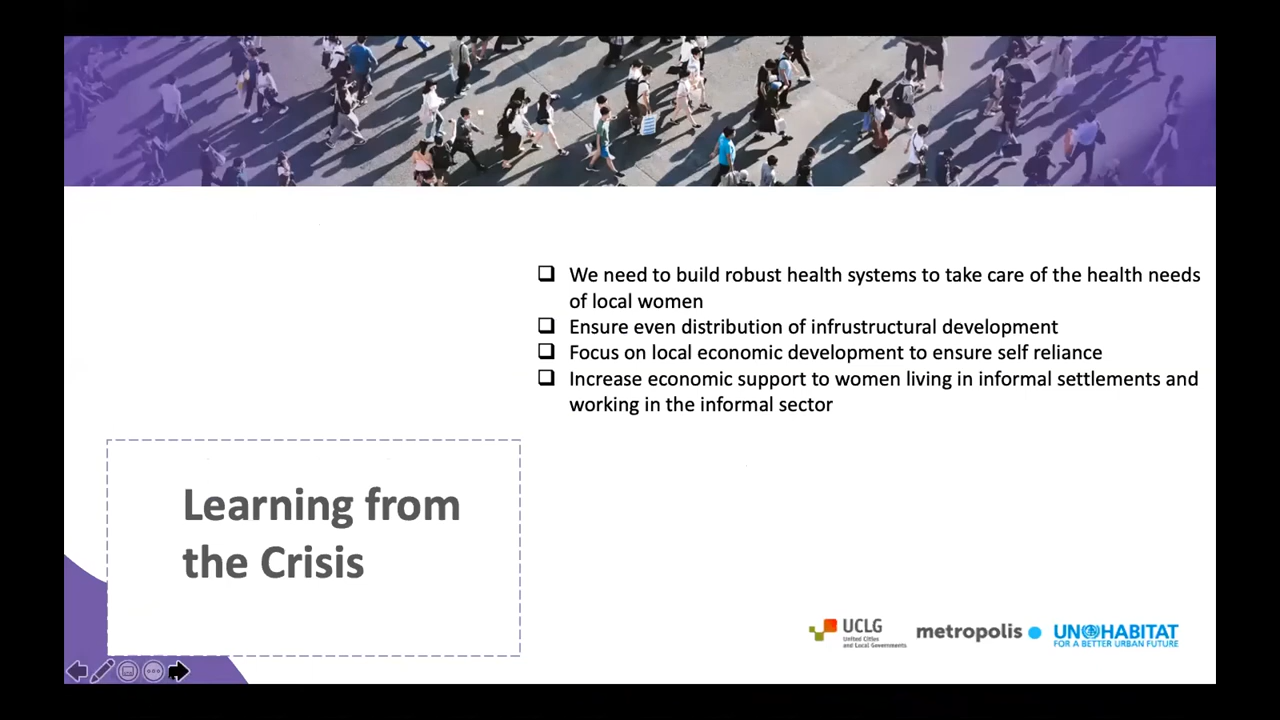 We need to build robust health systems to take care of the health needs
of local women
Ensure even distribution of infrustructural development
Focus on local economic development to ensure self reliance
Increase economic support to women living in informal settlements and
working in the informal sector
Learning from
the Crisis
UCLG
United Cities
and Local Governments
metropolis
UN HABITAT
FOR A BETTER URBAN FUTURE